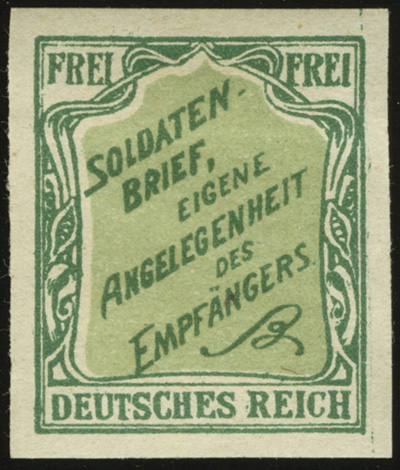 FREI FREI
SOLDATEN-
BRIEF,
EIGENE
ANGELEGENHEIT
DES
EMPFÄNGERS.
DEUTSCHES REICH